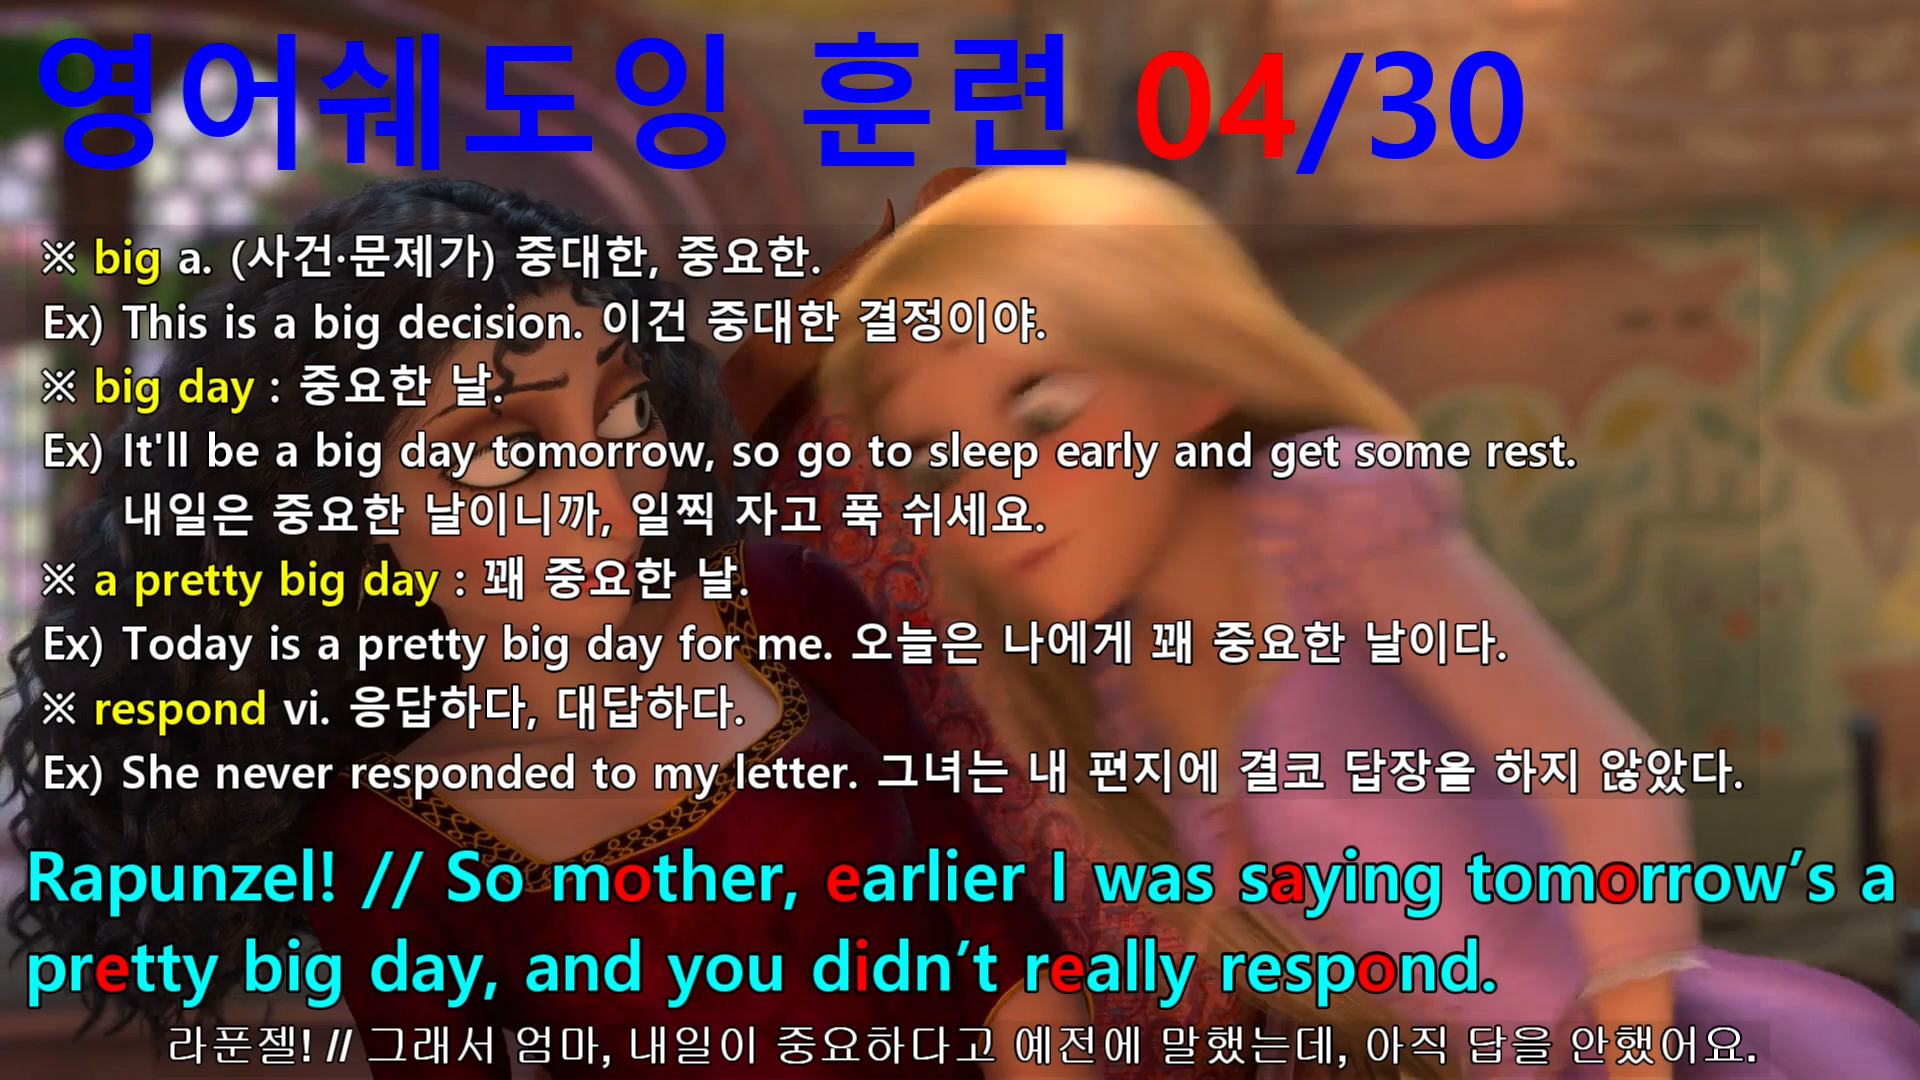 영어쉐도잉 훈련 04/30
※ big a. (사건·문제가) 중대한, 중요한.
Ex) This is a big decision. 이건 중대한 결정이야.
※ big day : 중요한 날.
Ex) It'll be a big day tomorrow, so go to sleep early and get some rest.
내일은 중요한 날이니까, 일찍 자고 푹 쉬세요.
※ a pretty big day : 꽤 중요한 날.
Ex) Today is a pretty big day for me. 오늘은 나에게 꽤 중요한 날이다.
※ respond vi. 응답하다, 대답하다.
Ex) She never responded to my letter. 그녀는 내 편지에 결코 답장을 하지 않았다.
Rapunzel! // So mother, earlier I was saying tomorrow’s a
pretty big day, and you didn’t really respond.
라푼젤! // 그래서 엄마, 내일이 중요하다고 예전에 말했는데, 아직 답을 안했어요.